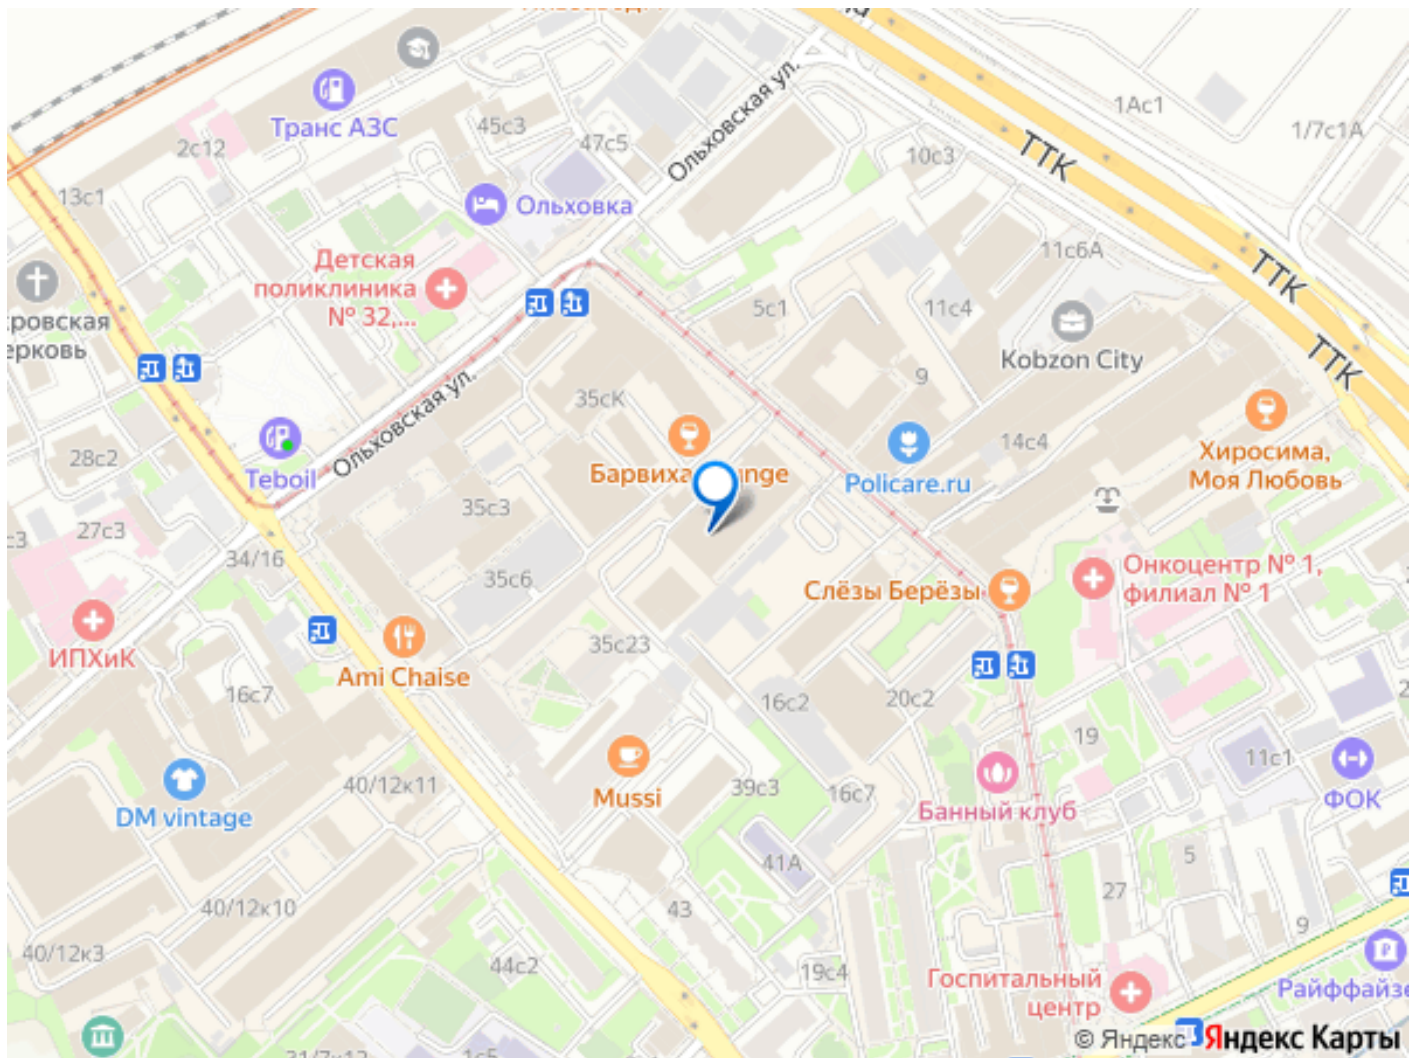 1Ас1
1/7с1А
Транс АЗС
45с3
47с5
2с12
Ольховская ул.
10с3
ТТК
13с1
Ольховка
11с6А
ТТК
Детская
поликлиника
№ 32,...
5с1
11с4
ТТК
Kobzon City
9
35сК
28с2
Teboil
Ольховская ул.
Барвиха
nge
Policare.ru
14с4
Хиросима,
Моя Любовь
35с3
27с3
34/16
35с6
Слёзы Берёзы
Онкоцентр № 1,
филиал № 1
ИПХиК
Ami Chaise
35с23
16с7
16с2
20с2
19
11с1
40/12к11
Mussi
39с3
16с7
DM vintage
Банный клуб
ФОК
41А
5
27
40/12к10
43
9
40/12к3
44с2
19с4
Госпитальный
центр
Райффайзе
© Яндекс
Яндекс Карты